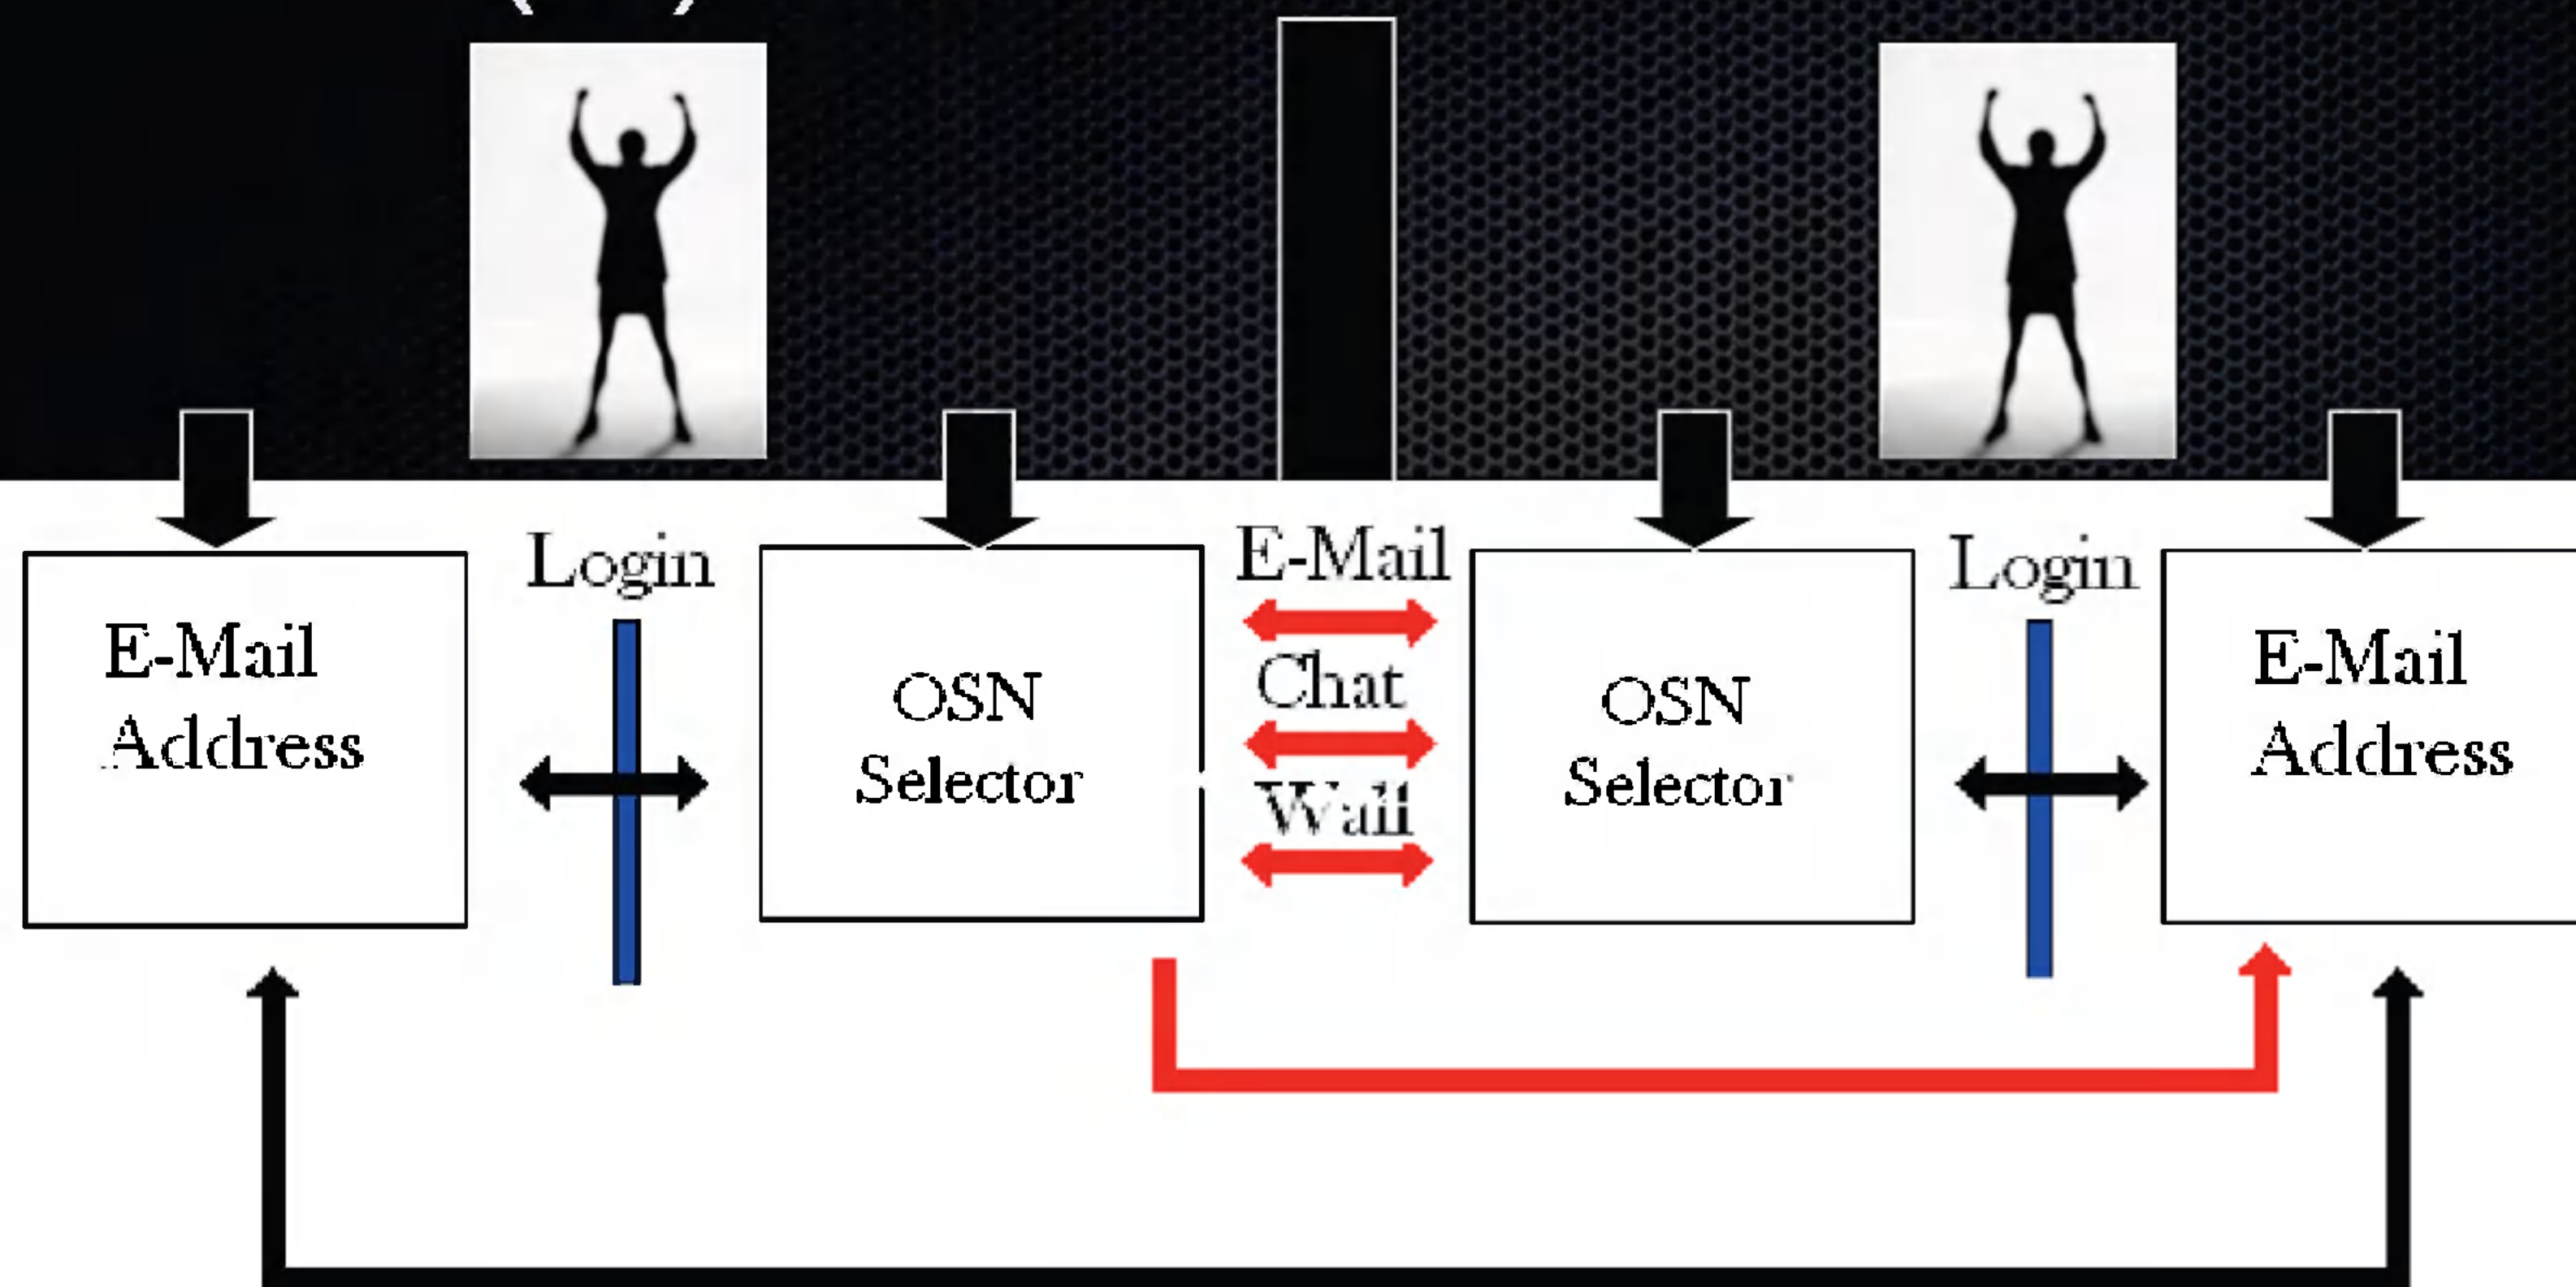 Login
E-Mail
Login
E-Mail
Address
OSN
Selector
Chat
Wall
OSN
Selector
E-Mail
Address